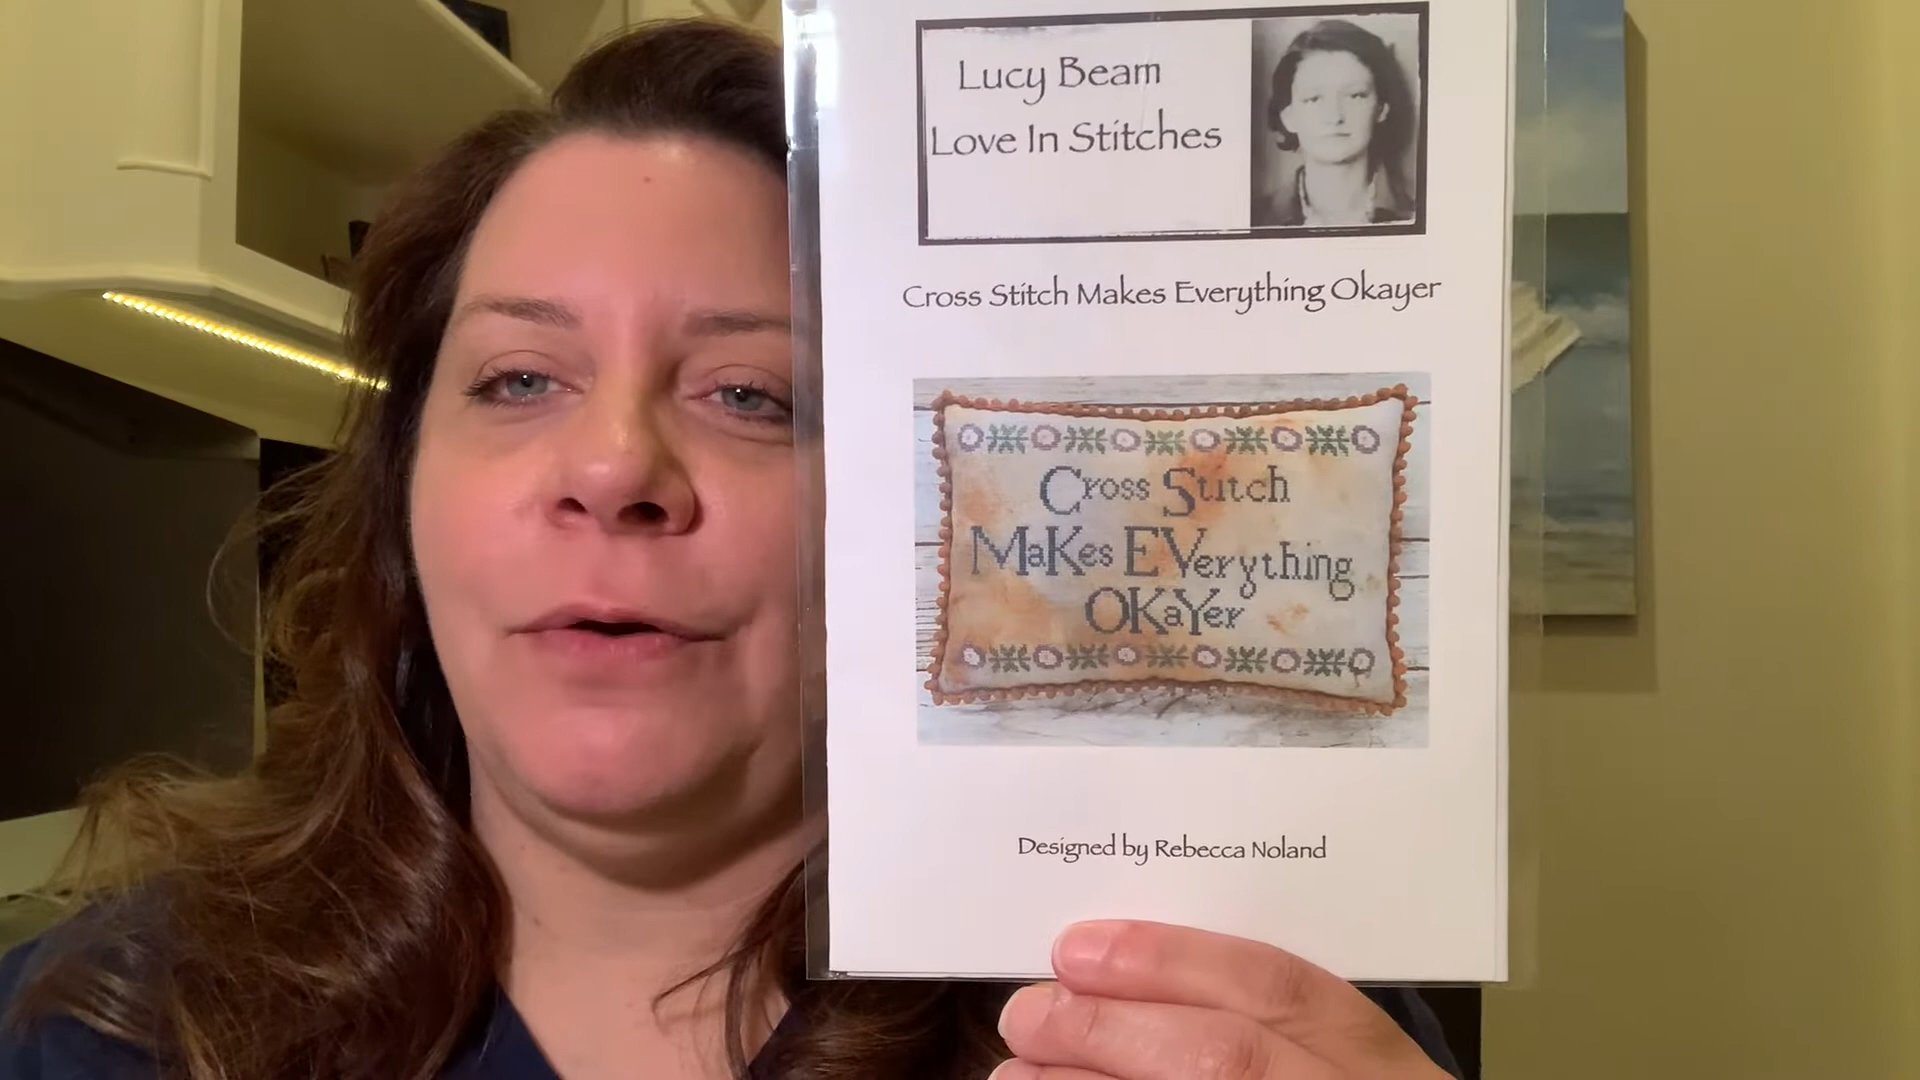 Lucy Beam
Love In Stitches
Cross Stitch Makes Everything Okayer
Cross Stitch
MaKes EVerything
OKaYer
Designed by Rebecca Noland